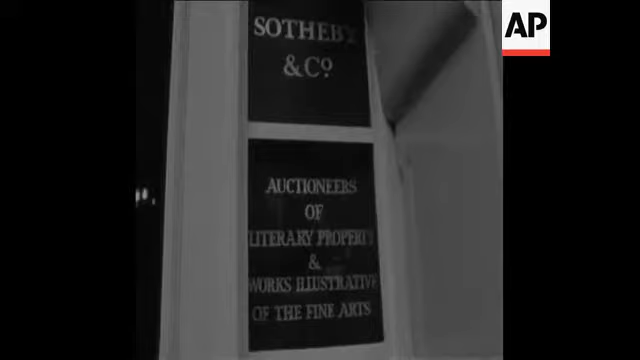 SOTHEBY
& Co.
AUCTIONEERS
OF
LITERARY PROPERTY
&
WORKS ILLUSTRATIVE
OF THE FINE ARTS
AP